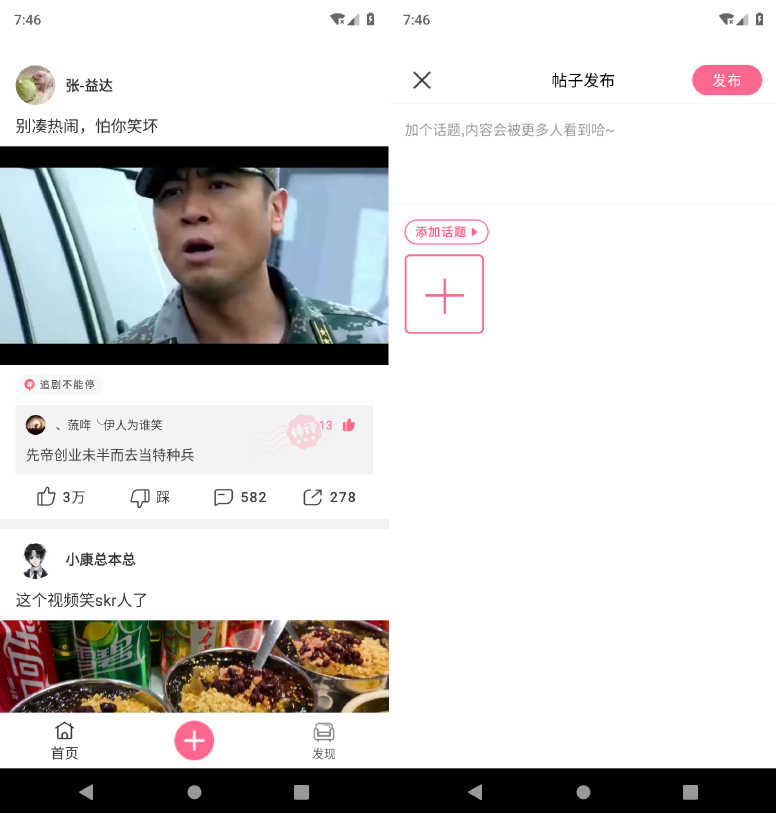 7:46
张-益达
别凑热闹，怕你笑坏
追剧不能停
、蓅哖╰伊人为谁笑
神评
13
先帝创业未半而去当特种兵
3万
踩
582
278
小康总本总
这个视频笑skr人了
首页
发现
7:46
帖子发布
发布
加个话题,内容会被更多人看到哈~
添加话题